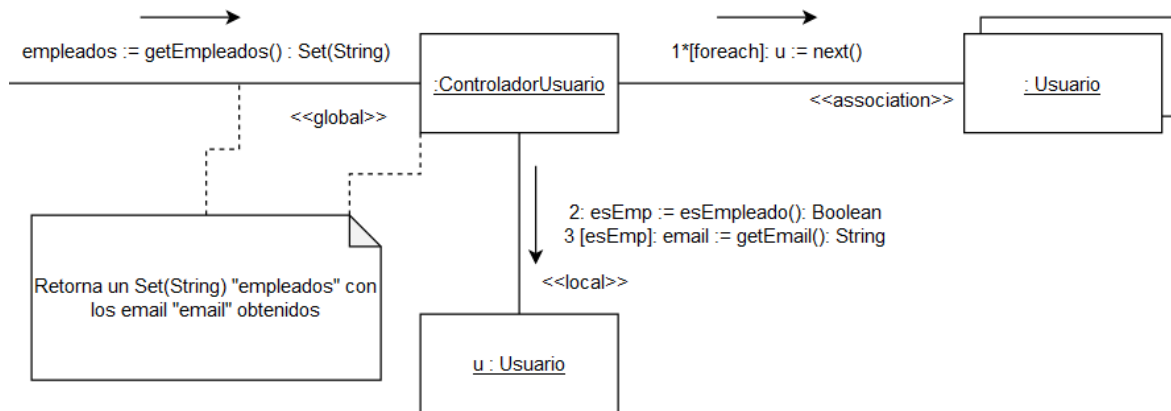 empleados := getEmpleados() : Set(String)
1*[foreach]: u := next()
:ControladorUsuario
: Usuario
<<global>>
<<association>>
2: esEmp := esEmpleado(): Boolean
3 [esEmp]: email := getEmail(): String
<<local>>
Retorna un Set(String) "empleados" con
los email "email" obtenidos
u : Usuario